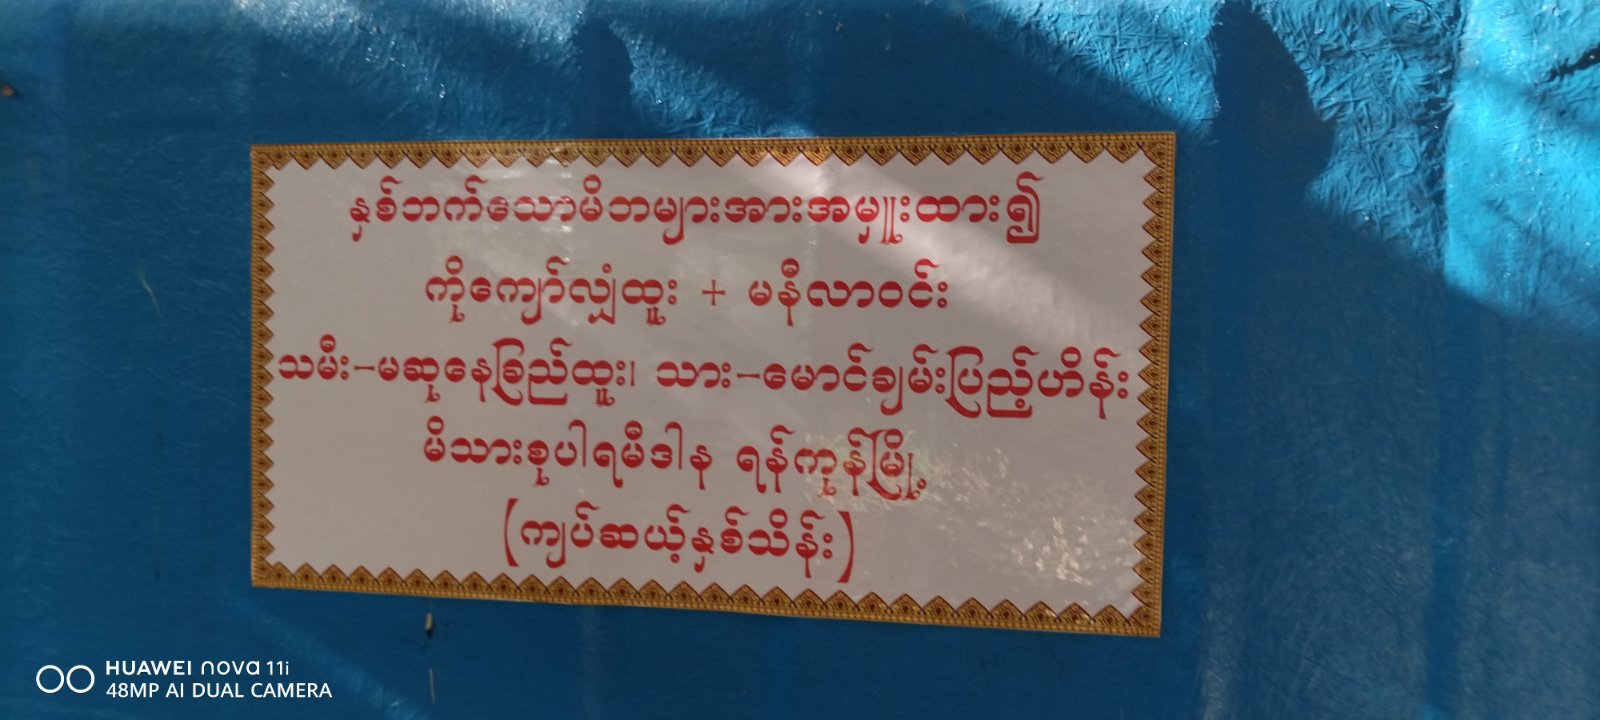 နှစ်ဘက်သောမိဘများအားအမှူးထား၍
ကိုကျော်လျှံထူး + မနီလာဝင်း
သမီး-မဆုနေခြည်ထူး၊ သား-မောင်ချမ်းပြည့်ဟိန်း
မိသားစုပါရမီဒါန ရန်ကုန်မြို့
(ကျပ်ဆယ့်နှစ်သိန်း)
HUAWEI nova 11i
48MP AI DUAL CAMERA